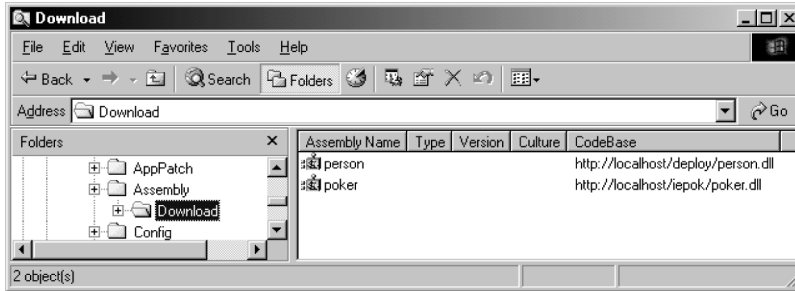 Download
File Edit View Favorites Tools Help
Back Search Folders
Address Download Go
Folders
Assembly Name Type Version Culture CodeBase
AppPatch
Assembly
Download
Config
person http://localhost/deploy/person.dll
poker http://localhost/iepok/poker.dll
2 object(s)